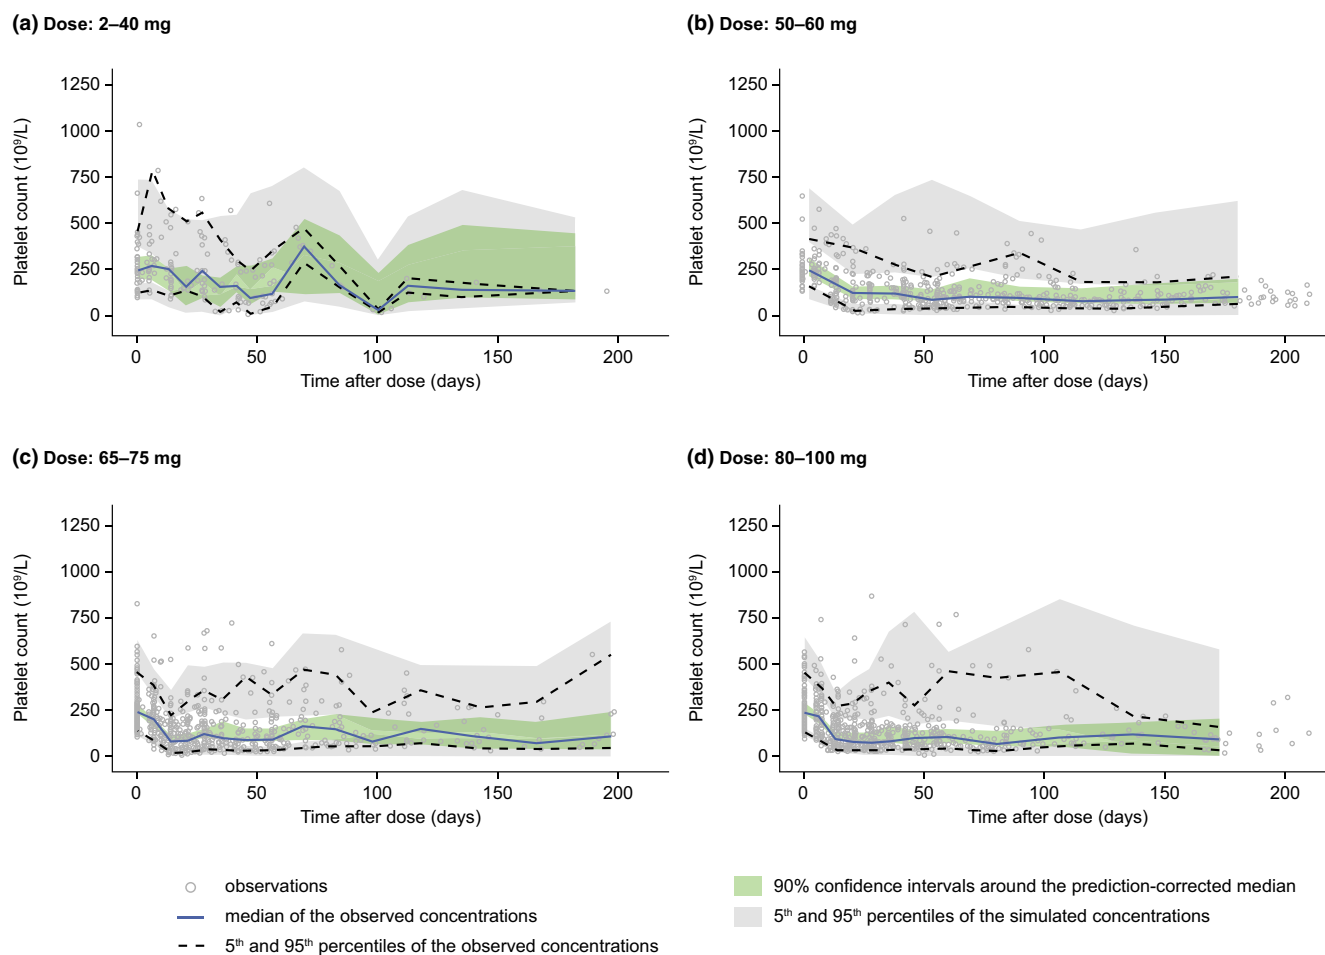 (a) Dose: 2–40 mg
(b) Dose: 50–60 mg
Platelet count (10⁹/L)
1250
1000
750
500
250
0
0 50 100 150 200
Time after dose (days)
Platelet count (10⁹/L)
1250
1000
750
500
250
0
0 50 100 150 200
Time after dose (days)
(c) Dose: 65–75 mg
(d) Dose: 80–100 mg
Platelet count (10⁹/L)
1250
1000
750
500
250
0
0 50 100 150 200
Time after dose (days)
Platelet count (10⁹/L)
1250
1000
750
500
250
0
0 50 100 150 200
Time after dose (days)
observations
median of the observed concentrations
5th and 95th percentiles of the observed concentrations
90% confidence intervals around the prediction-corrected median
5th and 95th percentiles of the simulated concentrations